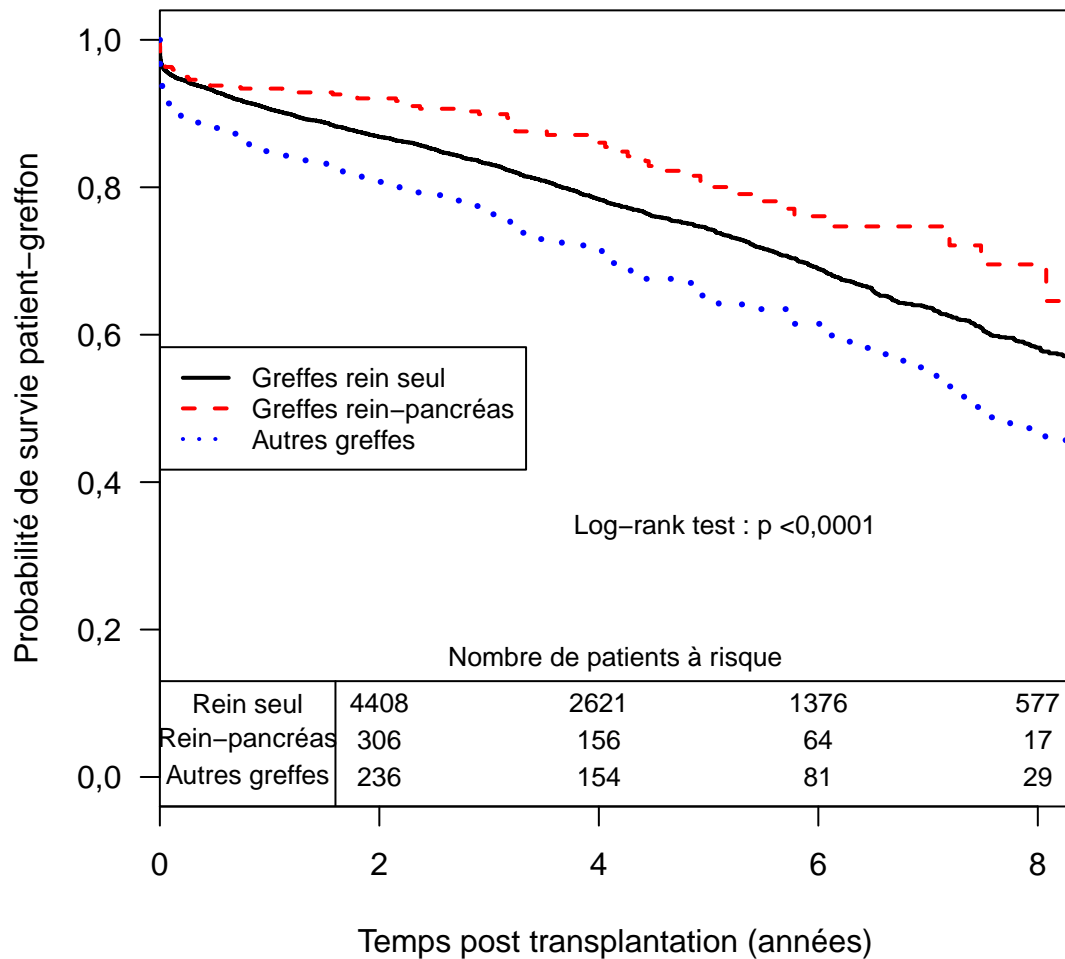 1,0
0,8
0,6
0,4
0,2
0,0
Probabilité de survie patient−greffon
Greffes rein seul
Greffes rein−pancréas
Autres greffes
Log−rank test : p <0,0001
Nombre de patients à risque
Rein seul 4408 2621 1376 577
Rein-pancréas 306 156 64 17
Autres greffes 236 154 81 29
0 2 4 6 8
Temps post transplantation (années)